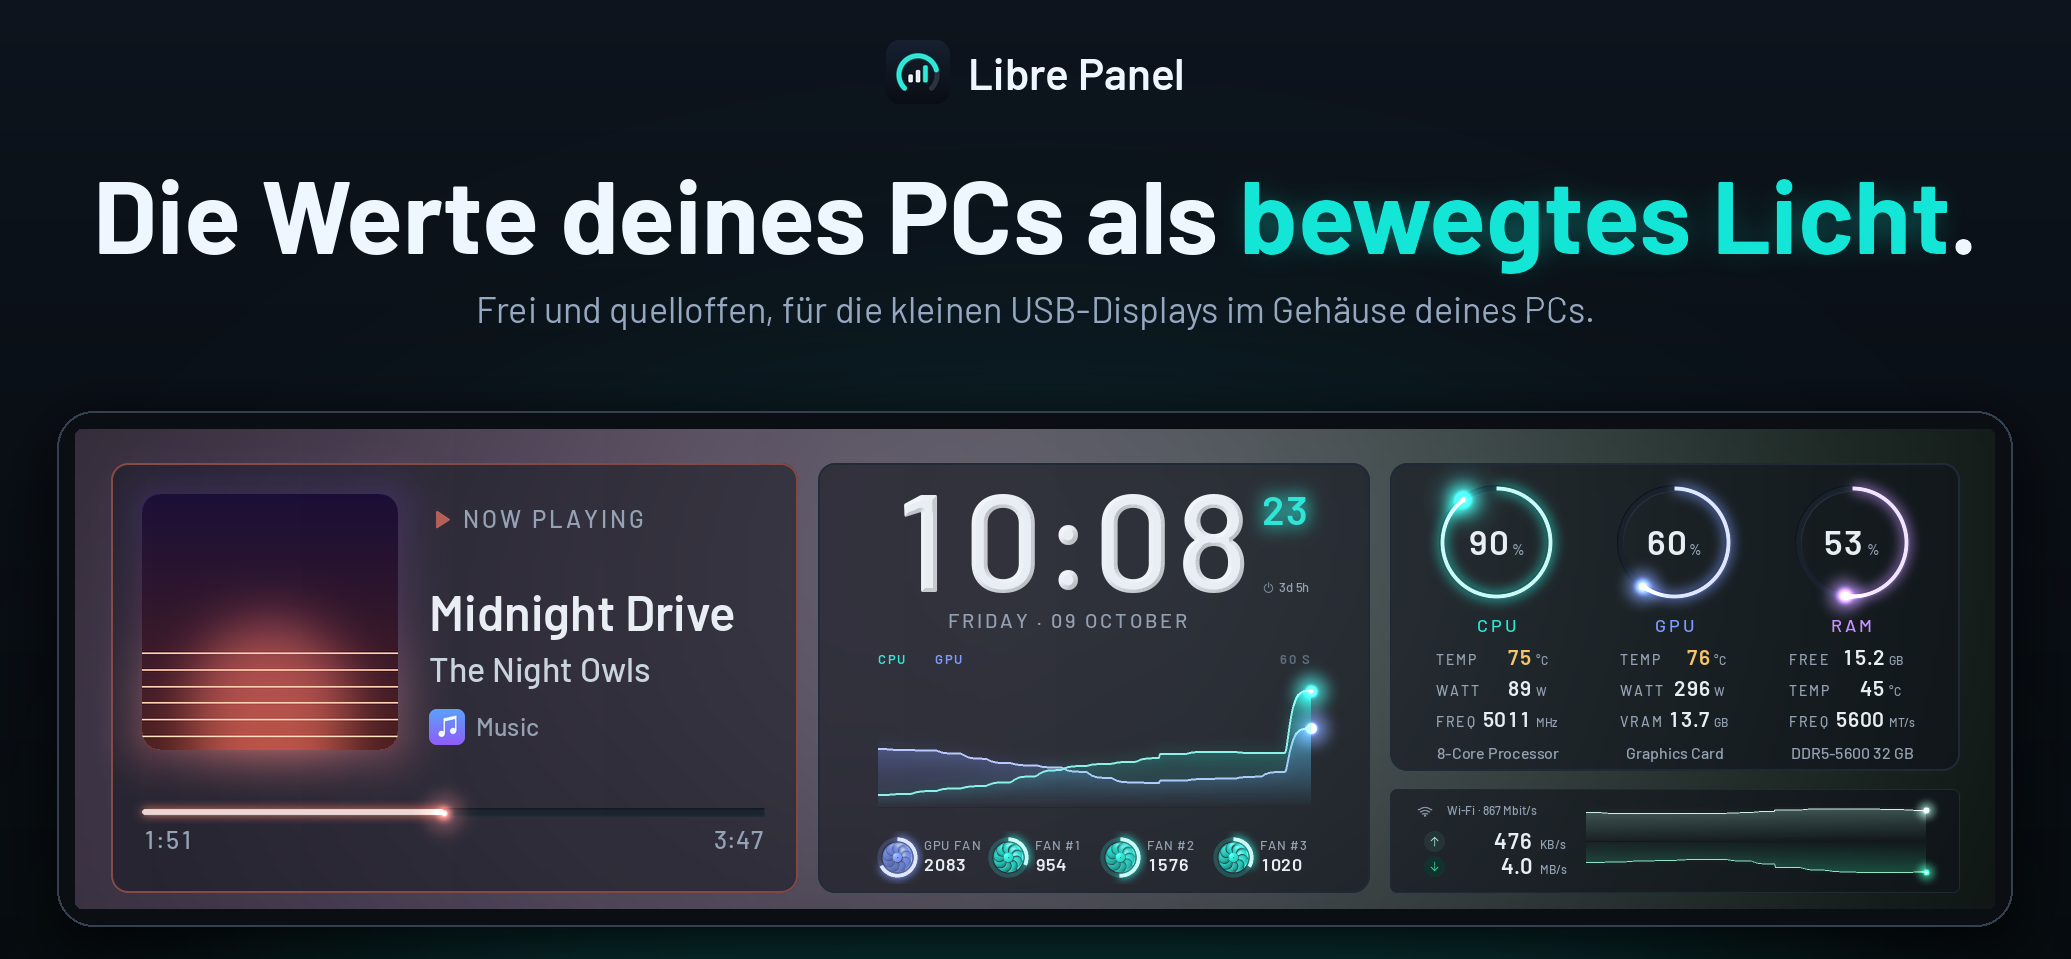 Libre Panel
Die Werte deines PCs als bewegtes Licht.
Frei und quelloffen, für die kleinen USB-Displays im Gehäuse deines PCs.
NOW PLAYING
Midnight Drive
The Night Owls
Music
1:51
3:47
10:08
23
3d 5h
FRIDAY · 09 OCTOBER
CPU GPU 60 S
GPU FAN
2083
FAN #1
954
FAN #2
1576
FAN #3
1020
90 %
CPU
TEMP 75 °C
WATT 89 W
FREQ 5011 MHz
8-Core Processor
60 %
GPU
TEMP 76 °C
WATT 296 W
VRAM 13.7 GB
Graphics Card
53 %
RAM
FREE 15.2 GB
TEMP 45 °C
FREQ 5600 MT/s
DDR5-5600 32 GB
Wi-Fi · 867 Mbit/s
↑ 476 KB/s
↓ 4.0 MB/s